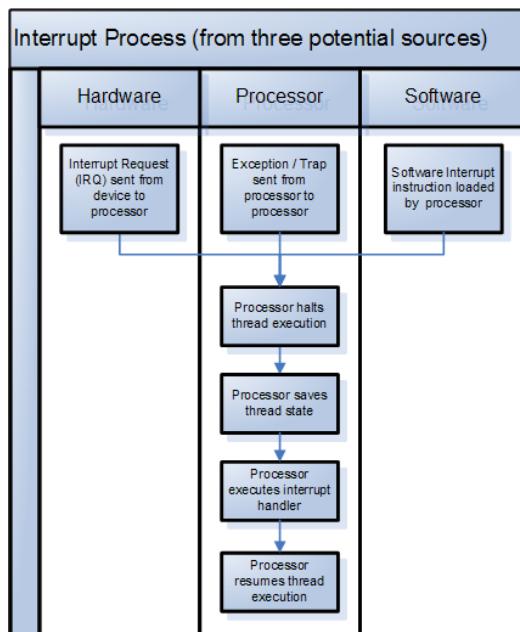 Interrupt Process (from three potential sources)
Hardware
Processor
Software
Interrupt Request
(IRQ) sent from
device to
processor
Exception / Trap
sent from
processor to
processor
Software Interrupt
instruction loaded
by processor
Processor halts
thread execution
Processor saves
thread state
Processor
executes interrupt
handler
Processor
resumes thread
execution